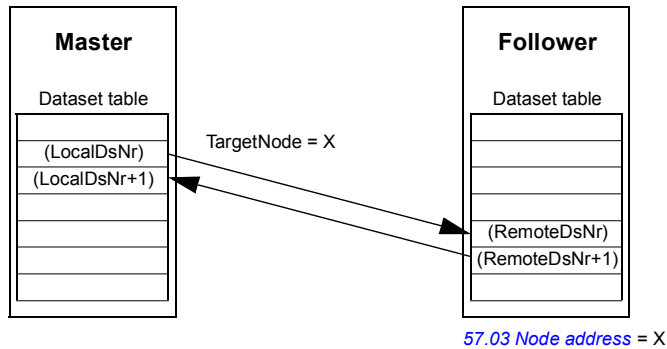 Master
Follower
Dataset table
Dataset table
(LocalDsNr)
TargetNode = X
(LocalDsNr+1)
(RemoteDsNr)
(RemoteDsNr+1)
57.03 Node address = X